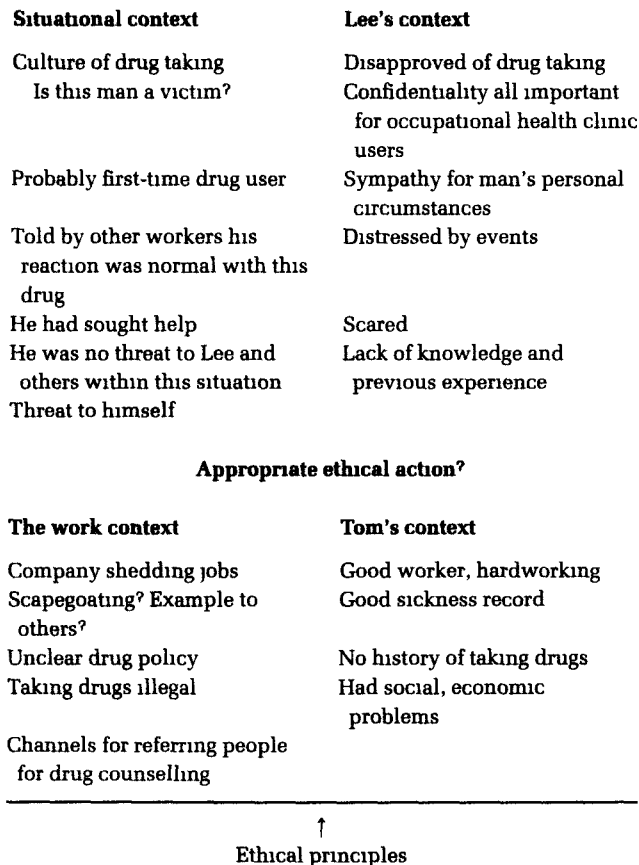 Situational context
Culture of drug taking
Is this man a victim?
Probably first-time drug user
Told by other workers his
reaction was normal with this
drug
He had sought help
He was no threat to Lee and
others within this situation
Threat to himself
Lee's context
Disapproved of drug taking
Confidentiality all important
for occupational health clinic
users
Sympathy for man's personal
circumstances
Distressed by events
Scared
Lack of knowledge and
previous experience
Appropriate ethical action?
The work context
Company shedding jobs
Scapegoating? Example to
others?
Unclear drug policy
Taking drugs illegal
Channels for referring people
for drug counselling
Tom's context
Good worker, hardworking
Good sickness record
No history of taking drugs
Had social, economic
problems
↑
Ethical principles